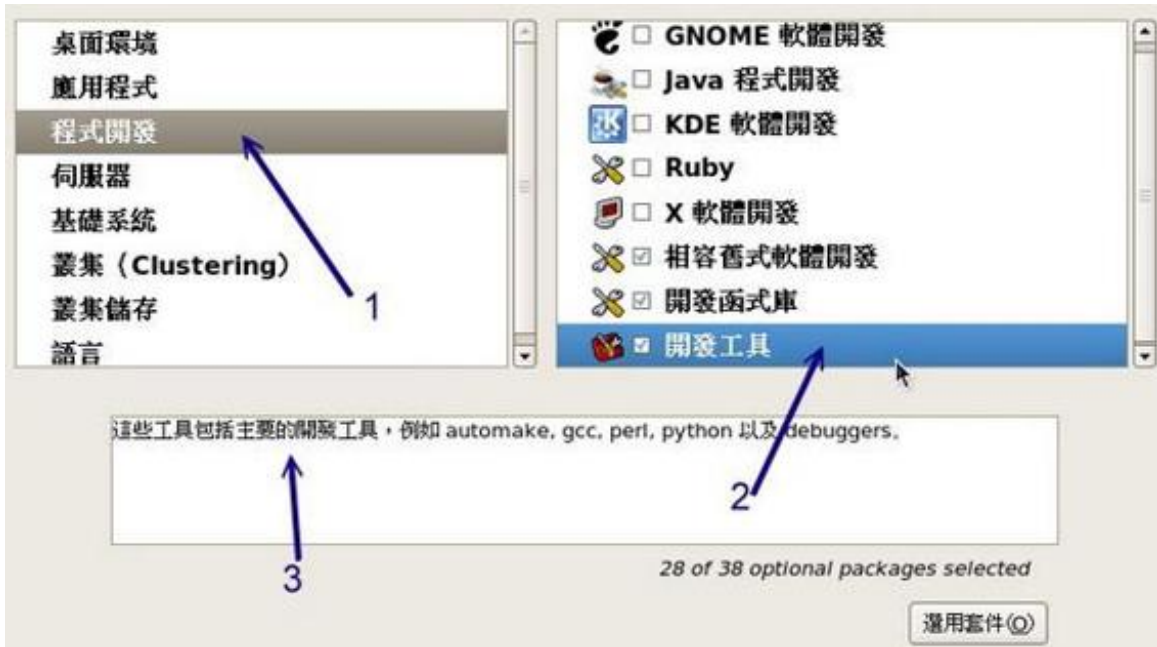 桌面環境
應用程式
程式開發
伺服器
基礎系統
叢集（Clustering）
叢集儲存
語言
GNOME 軟體開發
Java 程式開發
KDE 軟體開發
Ruby
X 軟體開發
相容舊式軟體開發
開發函式庫
開發工具
1
2
這些工具包括主要的開發工具，例如 automake, gcc, perl, python 以及 debuggers。
3
28 of 38 optional packages selected
選用套件(O)